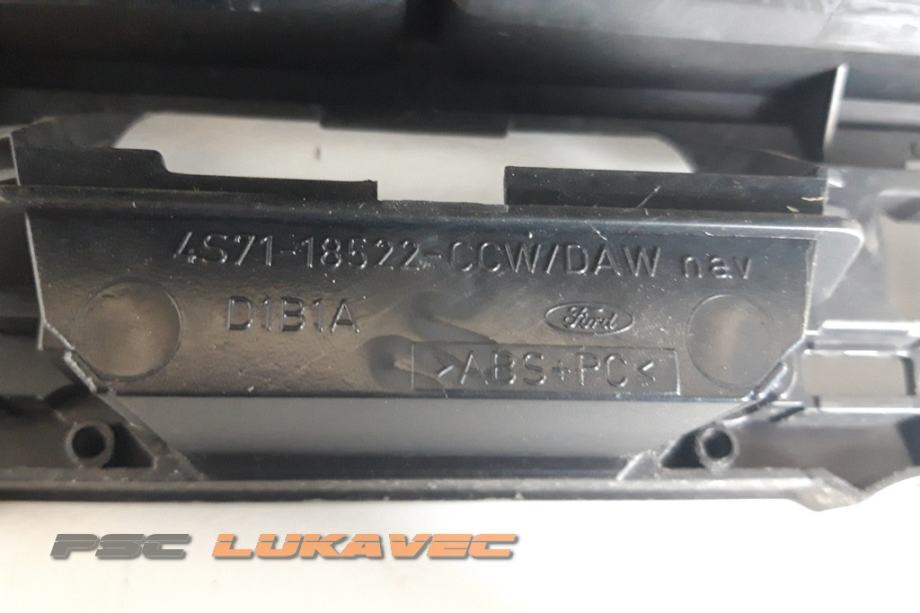 4S71-18522-CCW/DAW nav
D1B1A Ford
>ABS+PC<
PSC LUKAVEC